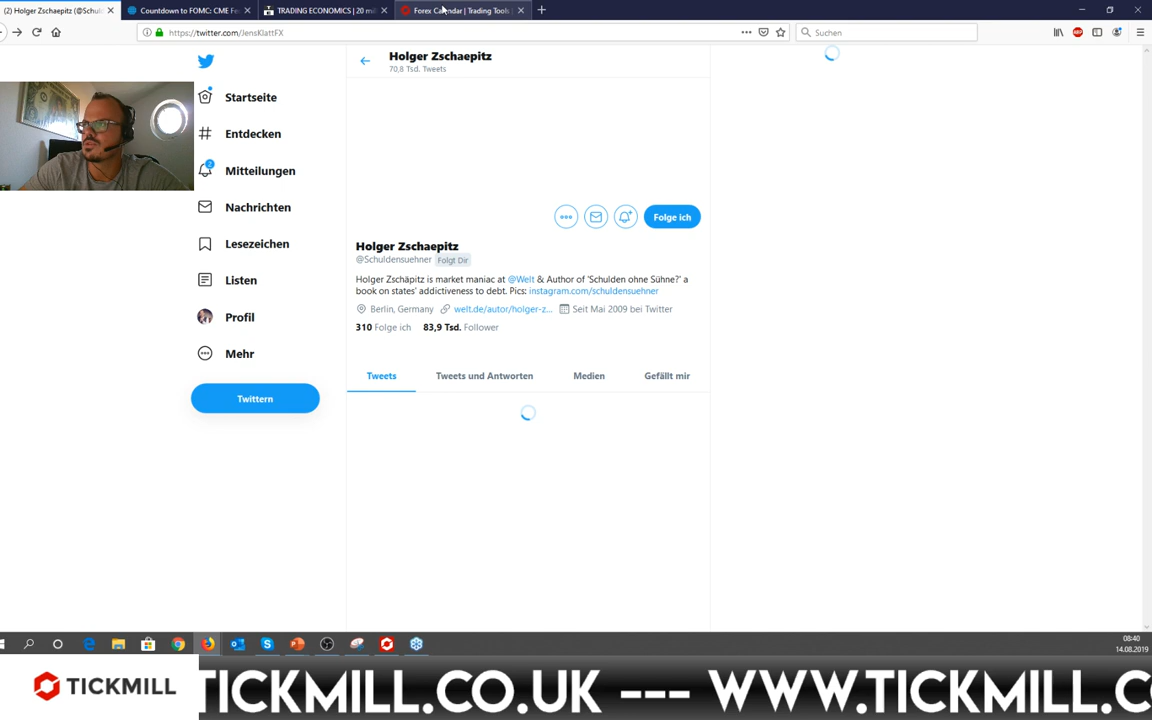 (2) Holger Zschaepitz (@Schul
Countdown to FOMC: CME Fe
TRADING ECONOMICS | 20 mi
Forex Calendar | Trading Tools |
https://twitter.com/JensKlattFX
Suchen
Holger Zschaepitz
70,8 Tsd. Tweets
Startseite
Entdecken
2
Mitteilungen
Nachrichten
Lesezeichen
Listen
Profil
Mehr
Twittern
Folge ich
Holger Zschaepitz
@Schuldensuehner Folgt Dir
Holger Zschäpitz is market maniac at @Welt & Author of 'Schulden ohne Sühne?' a
book on states' addictiveness to debt. Pics: instagram.com/schuldensuehner
Berlin, Germany welt.de/autor/holger-z... Seit Mai 2009 bei Twitter
310 Folge ich 83,9 Tsd. Follower
Tweets Tweets und Antworten Medien Gefällt mir
08:40
14.08.2019
TICKMILL
TICKMILL.CO.UK --- WWW.TICKMILL.C